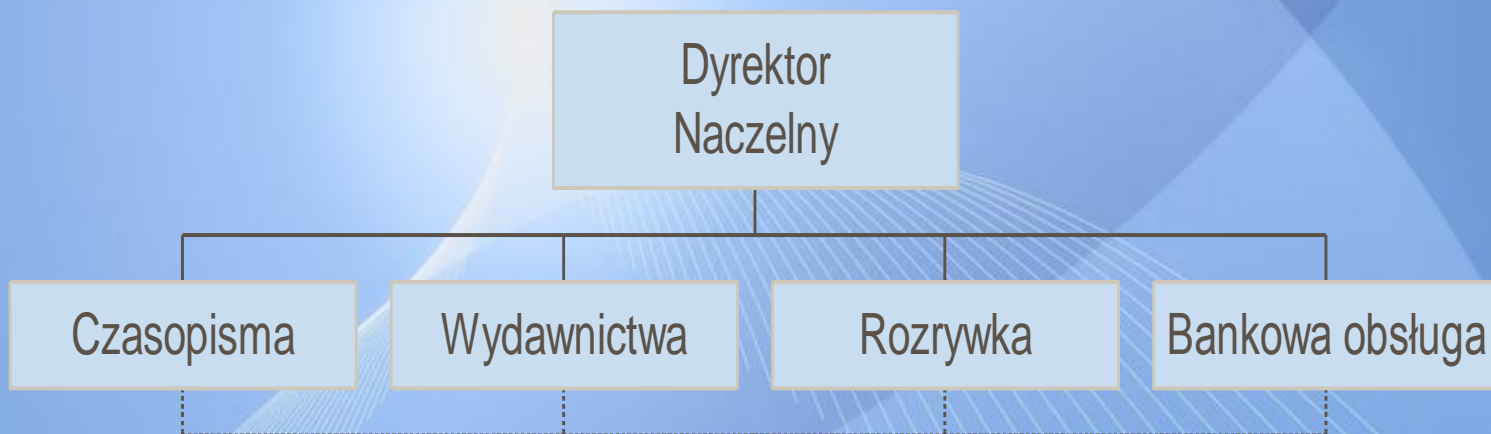 Dyrektor
Naczelny
Czasopisma
Wydawnictwa
Rozrywka
Bankowa obsługa